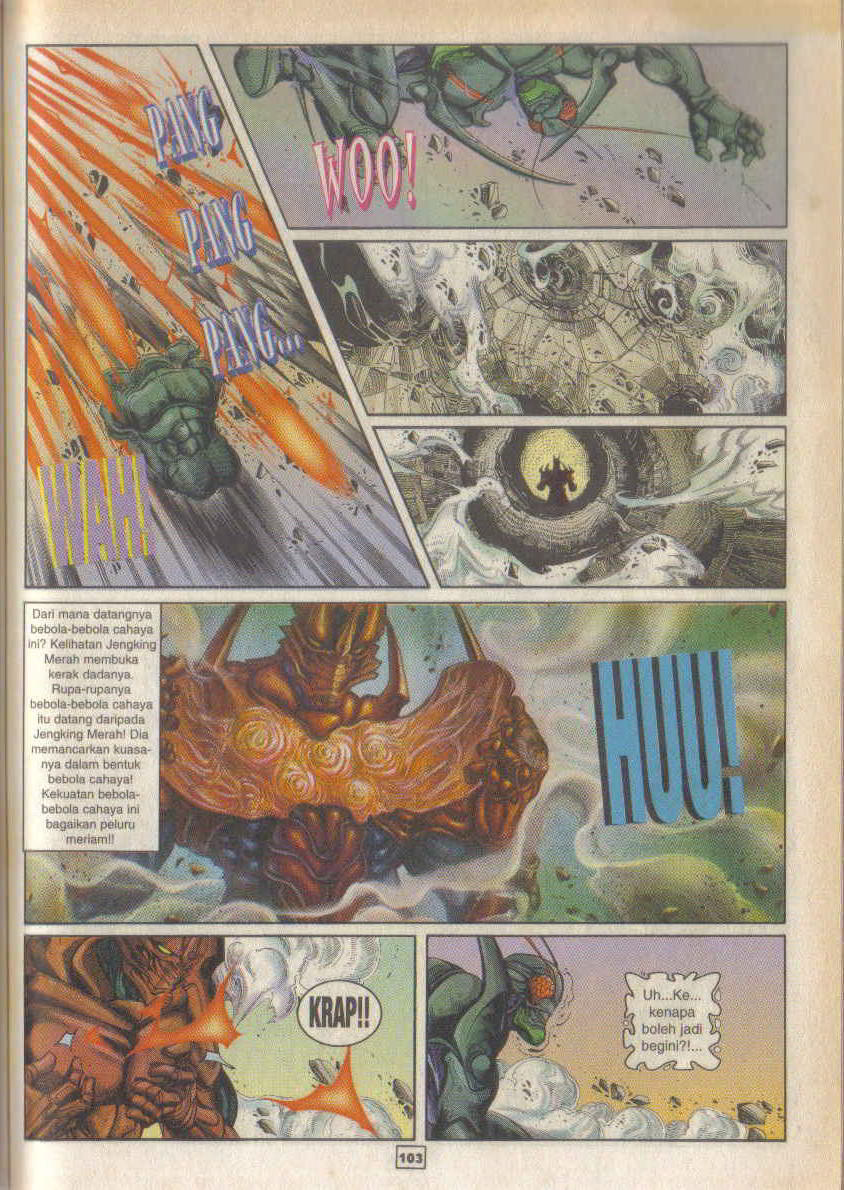 PANG
PANG
PANG...
WAH!
WOO!
Dari mana datangnya
bebola-bebola cahaya
ini? Kelihatan Jengking
Merah membuka
kerak dadanya.
Rupa-rupanya
bebola-bebola cahaya
itu datang daripada
Jengking Merah! Dia
memancarkan kuasa-
nya dalam bentuk
bebola cahaya!
Kekuatan bebola-
bebola cahaya ini
bagaikan peluru
meriam!!
HUU!
KRAP!!
Uh...Ke...
kenapa
boleh jadi
begini?!...
103